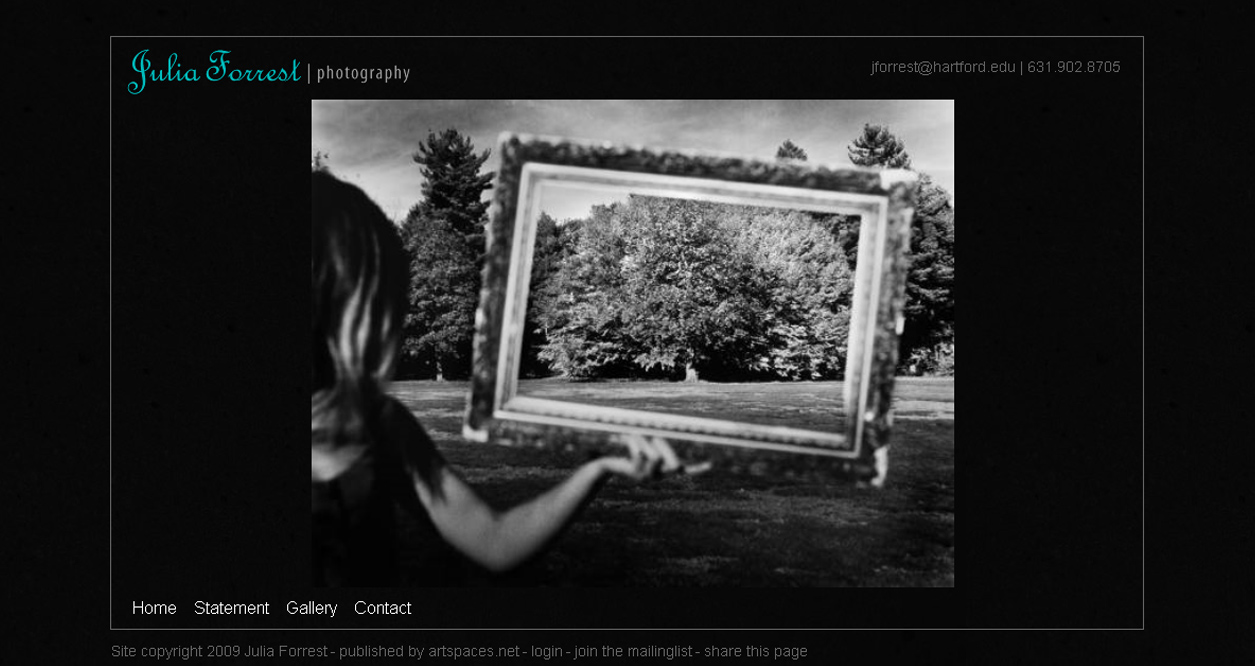 Julia Forrest | photography
jforrest@hartford.edu | 631.902.8705
Home Statement Gallery Contact
Site copyright 2009 Julia Forrest - published by artspaces.net - login - join the mailinglist - share this page